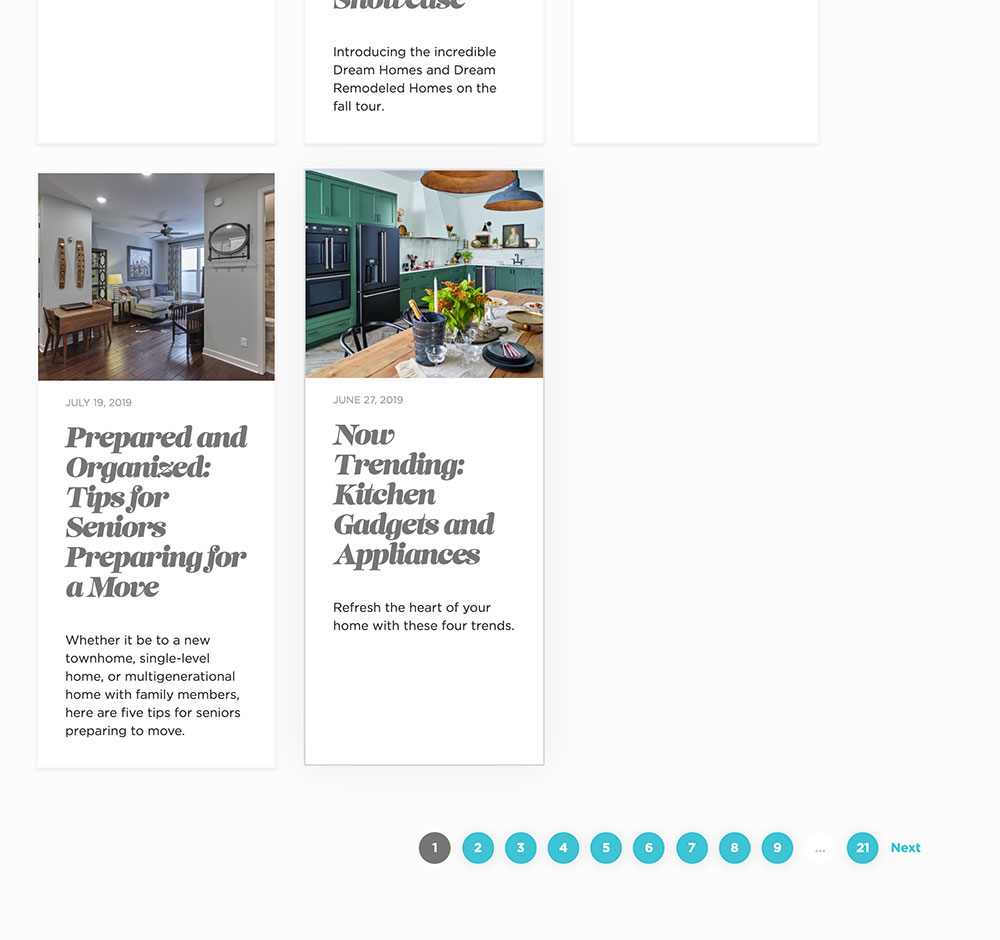 Showcase
Introducing the incredible
Dream Homes and Dream
Remodeled Homes on the
fall tour.
JULY 19, 2019
Prepared and
Organized:
Tips for
Seniors
Preparing for
a Move
Whether it be to a new
townhome, single-level
home, or multigenerational
home with family members,
here are five tips for seniors
preparing to move.
JUNE 27, 2019
Now
Trending:
Kitchen
Gadgets and
Appliances
Refresh the heart of your
home with these four trends.
1 2 3 4 5 6 7 8 9 ... 21 Next